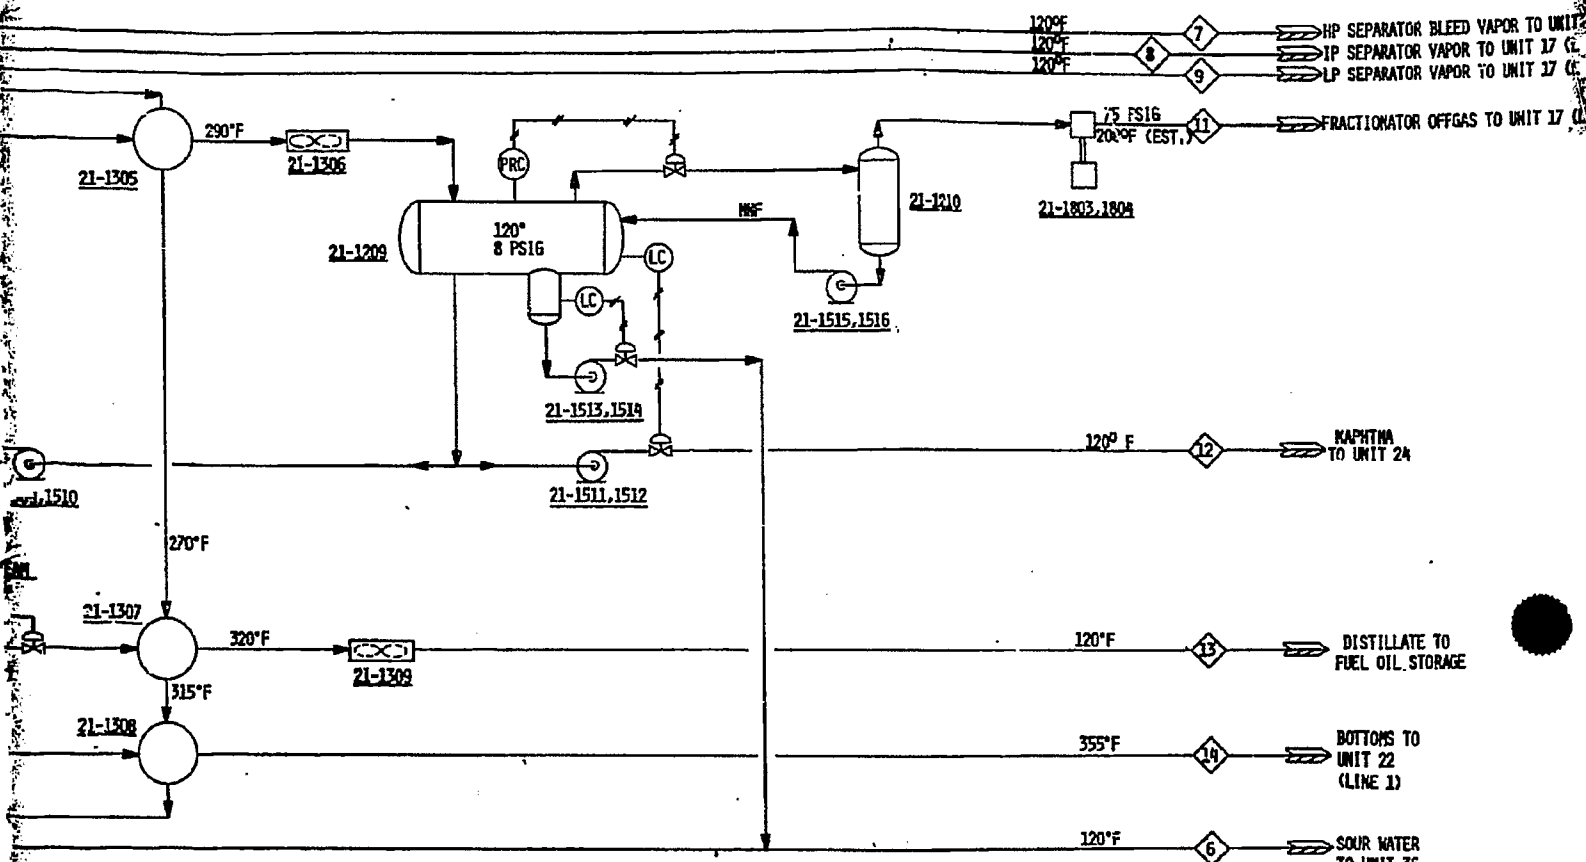 120°F
7
HP SEPARATOR BLEED VAPOR TO UNIT
120°F
8
IP SEPARATOR VAPOR TO UNIT 17
120°F
9
LP SEPARATOR VAPOR TO UNIT 17
290°F
21-1305
21-1306
PRC
75 PSIG
200°F (EST.)
11
FRACTIONATOR OFFGAS TO UNIT 17
21-1803,1804
21-1210
21-1209
120°
8 PSIG
LC
LC
21-1515,1516
21-1513,1514
120° F
12
NAPHTHA
TO UNIT 24
,1510
21-1511,1512
270°F
21-1307
320°F
21-1309
120°F
13
DISTILLATE TO
FUEL OIL STORAGE
315°F
21-1308
355°F
14
BOTTOMS TO
UNIT 22
(LINE 1)
120°F
6
SOUR WATER